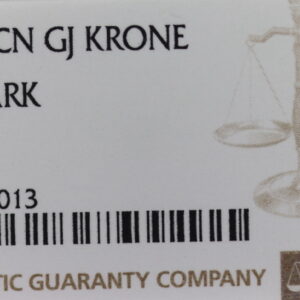 CN GJ KRONE
ARK
013
TIC GUARANTY COMPANY